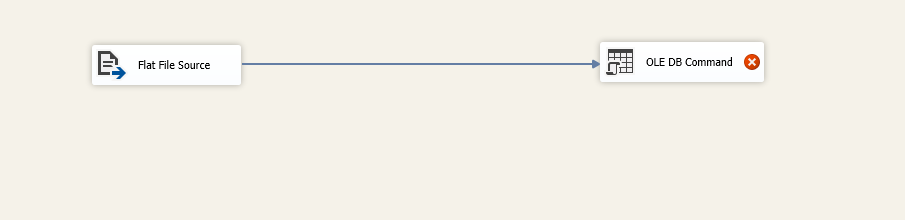 Flat File Source
OLE DB Command